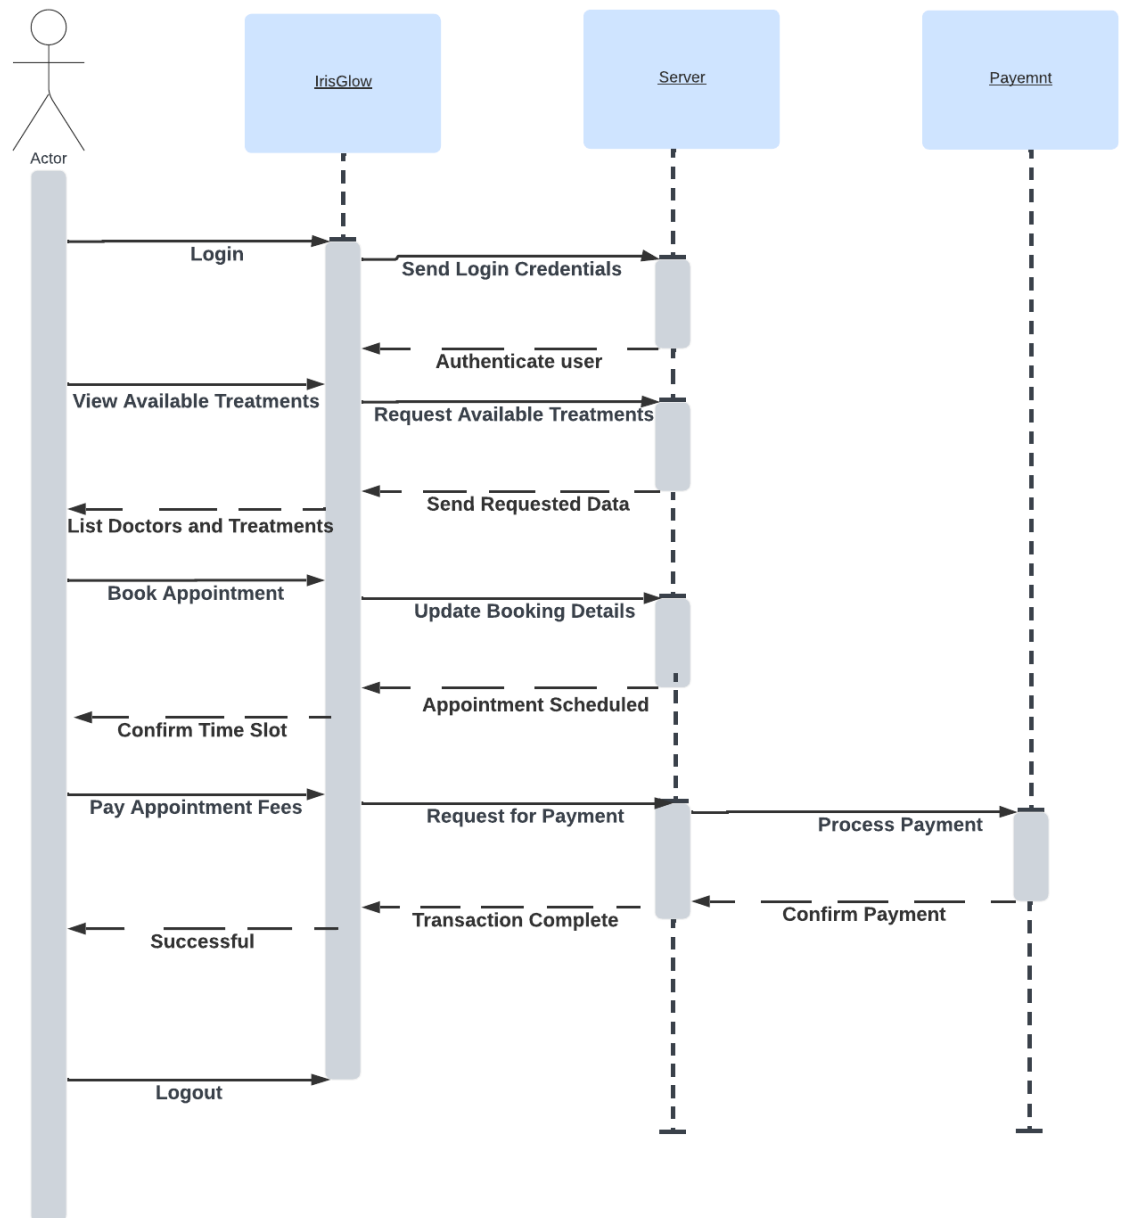 IrisGlow
Server
Payemnt
Actor
Login
Send Login Credentials
Authenticate user
View Available Treatments
Request Available Treatments
Send Requested Data
List Doctors and Treatments
Book Appointment
Update Booking Details
Appointment Scheduled
Confirm Time Slot
Pay Appointment Fees
Request for Payment
Process Payment
Confirm Payment
Transaction Complete
Successful
Logout